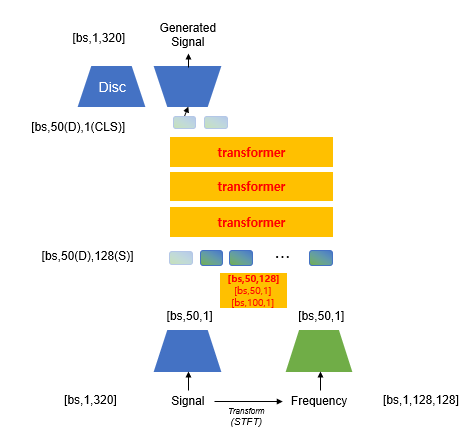 Generated
Signal
[bs,1,320]
Disc
[bs,50(D),1(CLS)]
transformer
transformer
transformer
[bs,50(D),128(S)]
...
[bs,50,128]
[bs,50,1]
[bs,100,1]
[bs,50,1] [bs,50,1]
[bs,1,320] Signal Frequency [bs,1,128,128]
Transform
(STFT)